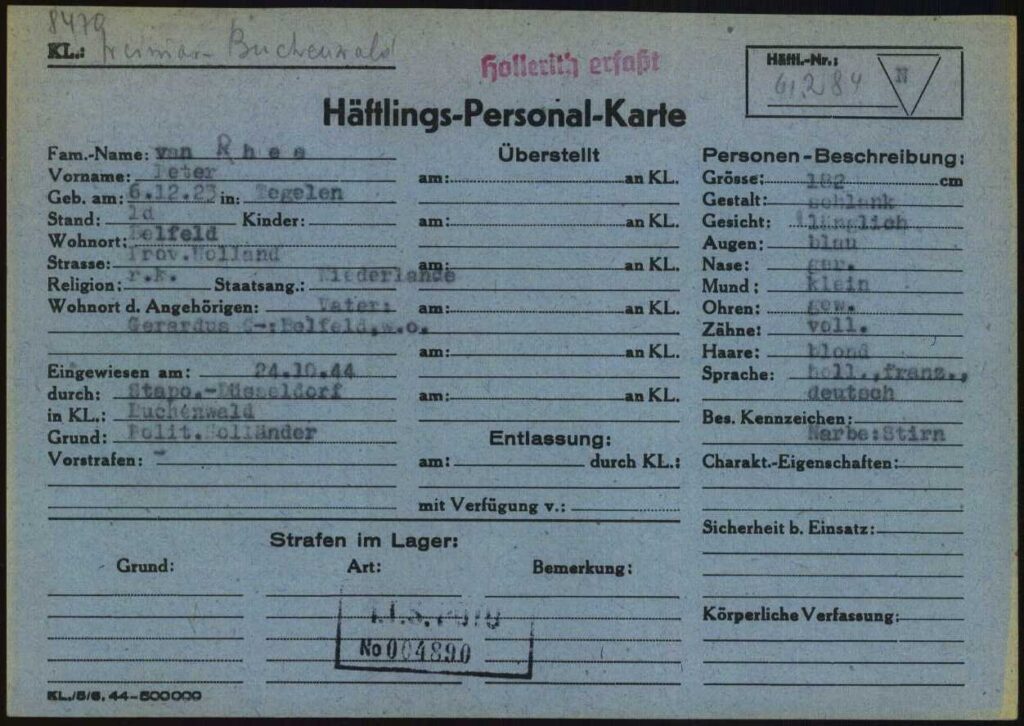 8479
KL.: Weimar-Buchenwald
Hollerith erfaßt
Häftl.-Nr.:
N
Häftlings-Personal-Karte
Fam.-Name: van Rhee
Vorname: Peter
Geb. am: 6.12.23 in: Tegelen
Stand: ld Kinder:
Wohnort: Belfeld
Strasse: Prov.Holland
Religion: r.k. Staatsang.: Niederlande
Wohnort d. Angehörigen: Vater:
Gerardus :Belfeld,w.o.
Eingewiesen am: 24.10.44
durch: Stapo.-Düsseldorf
in KL.: Buchenwald
Grund: Polit.Holländer
Vorstrafen: -
Überstellt
am: an KL.
am: an KL.
am: an KL.
am: an KL.
am: an KL.
am: an KL.
Entlassung:
am: durch KL.:
mit Verfügung v.:
Personen-Beschreibung:
Grösse: 182 cm
Gestalt: schlank
Gesicht: länglich
Augen: blau
Nase: ger.
Mund: klein
Ohren: gew.
Zähne: voll.
Haare: blond
Sprache: holl.,franz.,
deutsch
Bes. Kennzeichen:
Narbe:Stirn
Charakt.-Eigenschaften:
Sicherheit b. Einsatz:
Körperliche Verfassung:
Strafen im Lager:
Grund: Art: Bemerkung:
I.T.S. FOTO
No 004890
KL./5/6. 44-500000